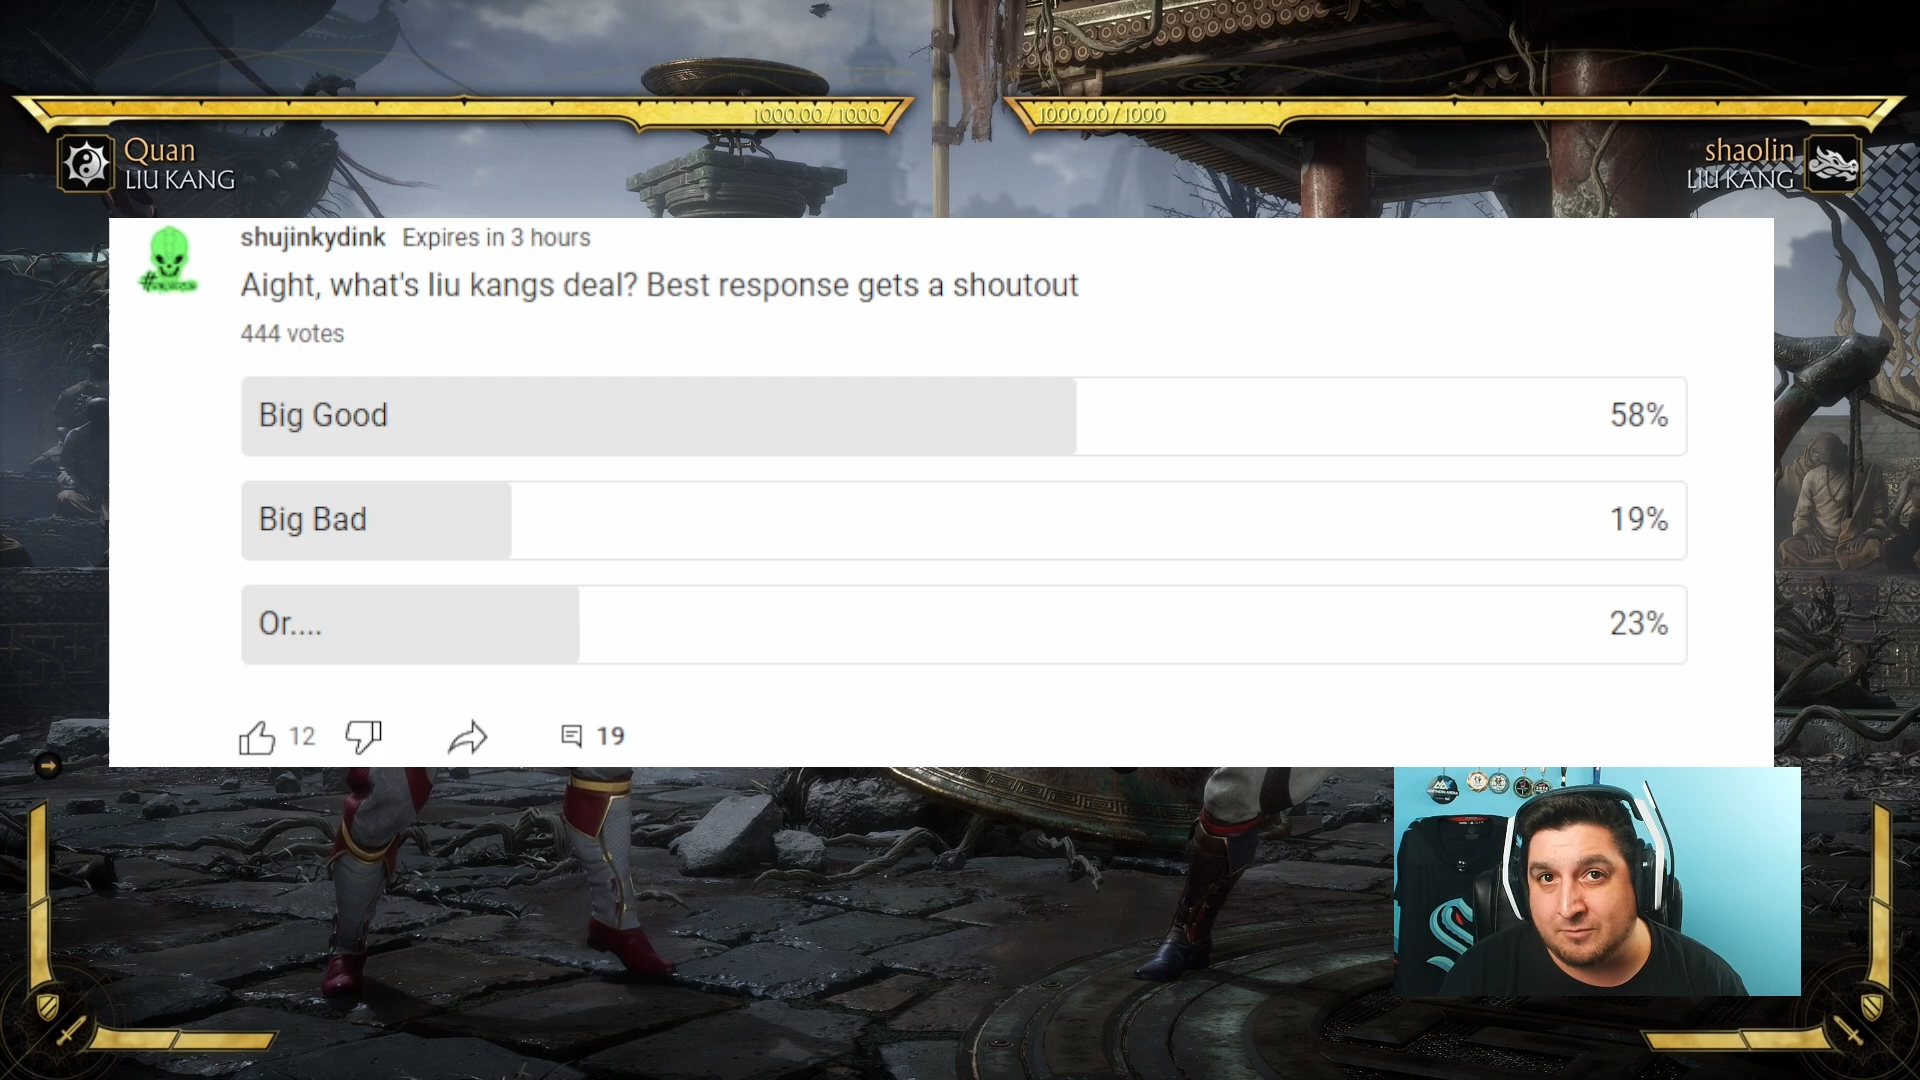 1000.00 / 1000
1000.00 / 1000
Quan
LIU KANG
shaolin
LIU KANG
shujinkydink Expires in 3 hours
Aight, what's liu kangs deal? Best response gets a shoutout
444 votes
Big Good 58%
Big Bad 19%
Or.... 23%
12
19